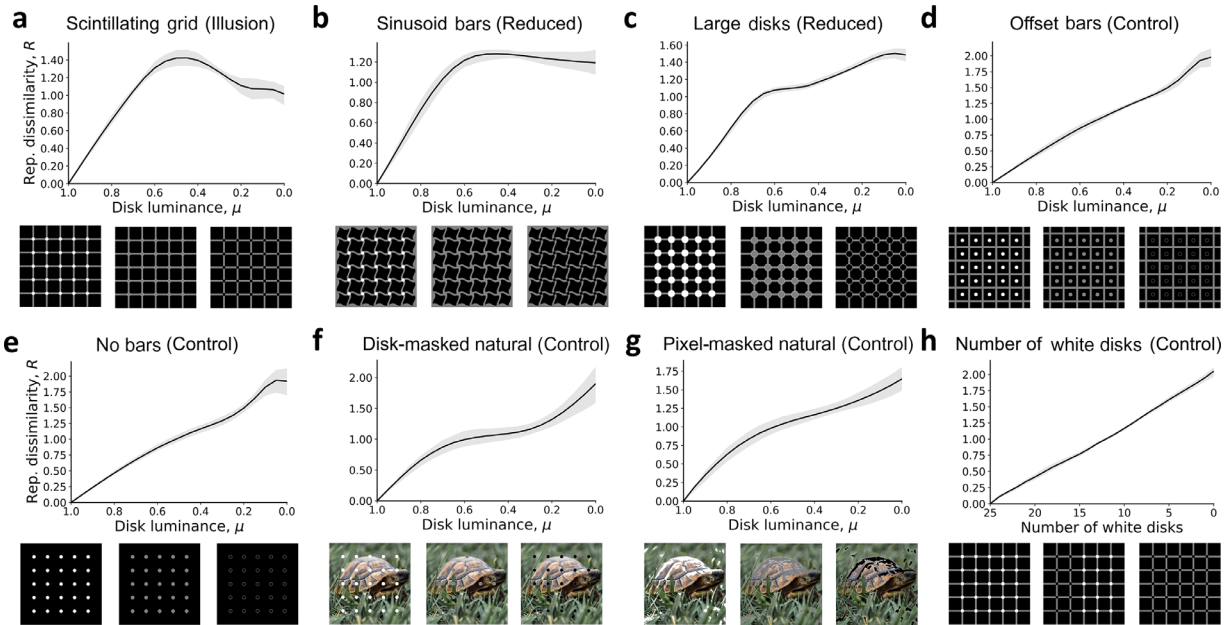 a Scintillating grid (Illusion)
Rep. dissimilarity, R
1.40
1.20
1.00
0.80
0.60
0.40
0.20
0.00
1.0 0.8 0.6 0.4 0.2 0.0
Disk luminance, μ
b Sinusoid bars (Reduced)
1.20
1.00
0.80
0.60
0.40
0.20
0.00
1.0 0.8 0.6 0.4 0.2 0.0
Disk luminance, μ
c Large disks (Reduced)
1.60
1.40
1.20
1.00
0.80
0.60
0.40
0.20
0.00
1.0 0.8 0.6 0.4 0.2 0.0
Disk luminance, μ
d Offset bars (Control)
2.00
1.75
1.50
1.25
1.00
0.75
0.50
0.25
0.00
1.0 0.8 0.6 0.4 0.2 0.0
Disk luminance, μ
e No bars (Control)
Rep. dissimilarity, R
2.00
1.75
1.50
1.25
1.00
0.75
0.50
0.25
0.00
1.0 0.8 0.6 0.4 0.2 0.0
Disk luminance, μ
f Disk-masked natural (Control)
2.00
1.50
1.00
0.50
0.00
1.0 0.8 0.6 0.4 0.2 0.0
Disk luminance, μ
g Pixel-masked natural (Control)
1.75
1.50
1.25
1.00
0.75
0.50
0.25
0.00
1.0 0.8 0.6 0.4 0.2 0.0
Disk luminance, μ
h Number of white disks (Control)
2.00
1.75
1.50
1.25
1.00
0.75
0.50
0.25
0.00
25 20 15 10 5 0
Number of white disks